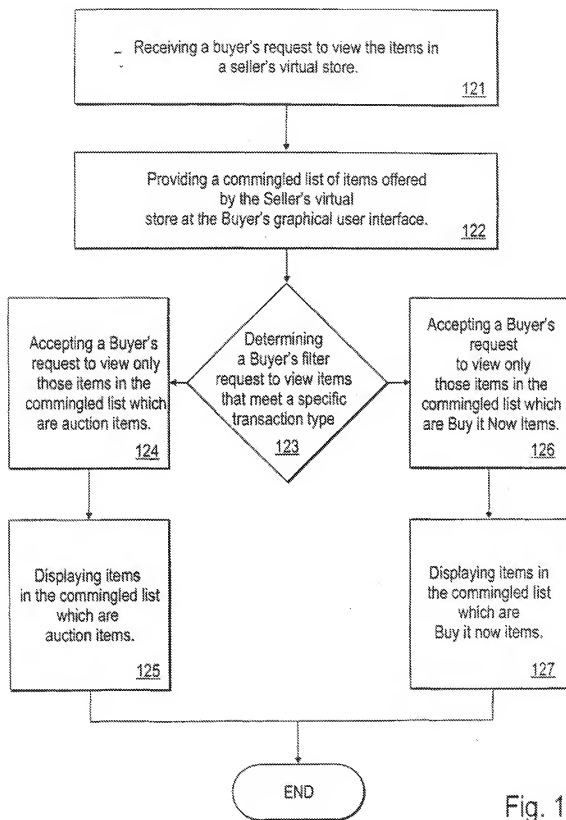 Receiving a buyer's request to view the items in
a seller's virtual store.
121
Providing a commingled list of items offered
by the Seller's virtual
store at the Buyer's graphical user interface.
122
Determining
a Buyer's filter
request to view items
that meet a specific
transaction type
123
Accepting a Buyer's
request to view only
those items in the
commingled list which
are auction items.
124
Accepting a Buyer's
request
to view only
those items in the
commingled list which
are Buy it Now Items.
126
Displaying items
in the commingled list
which are
auction items.
125
Displaying items in
the commingled list
which are
Buy it now items.
127
END
Fig. 1